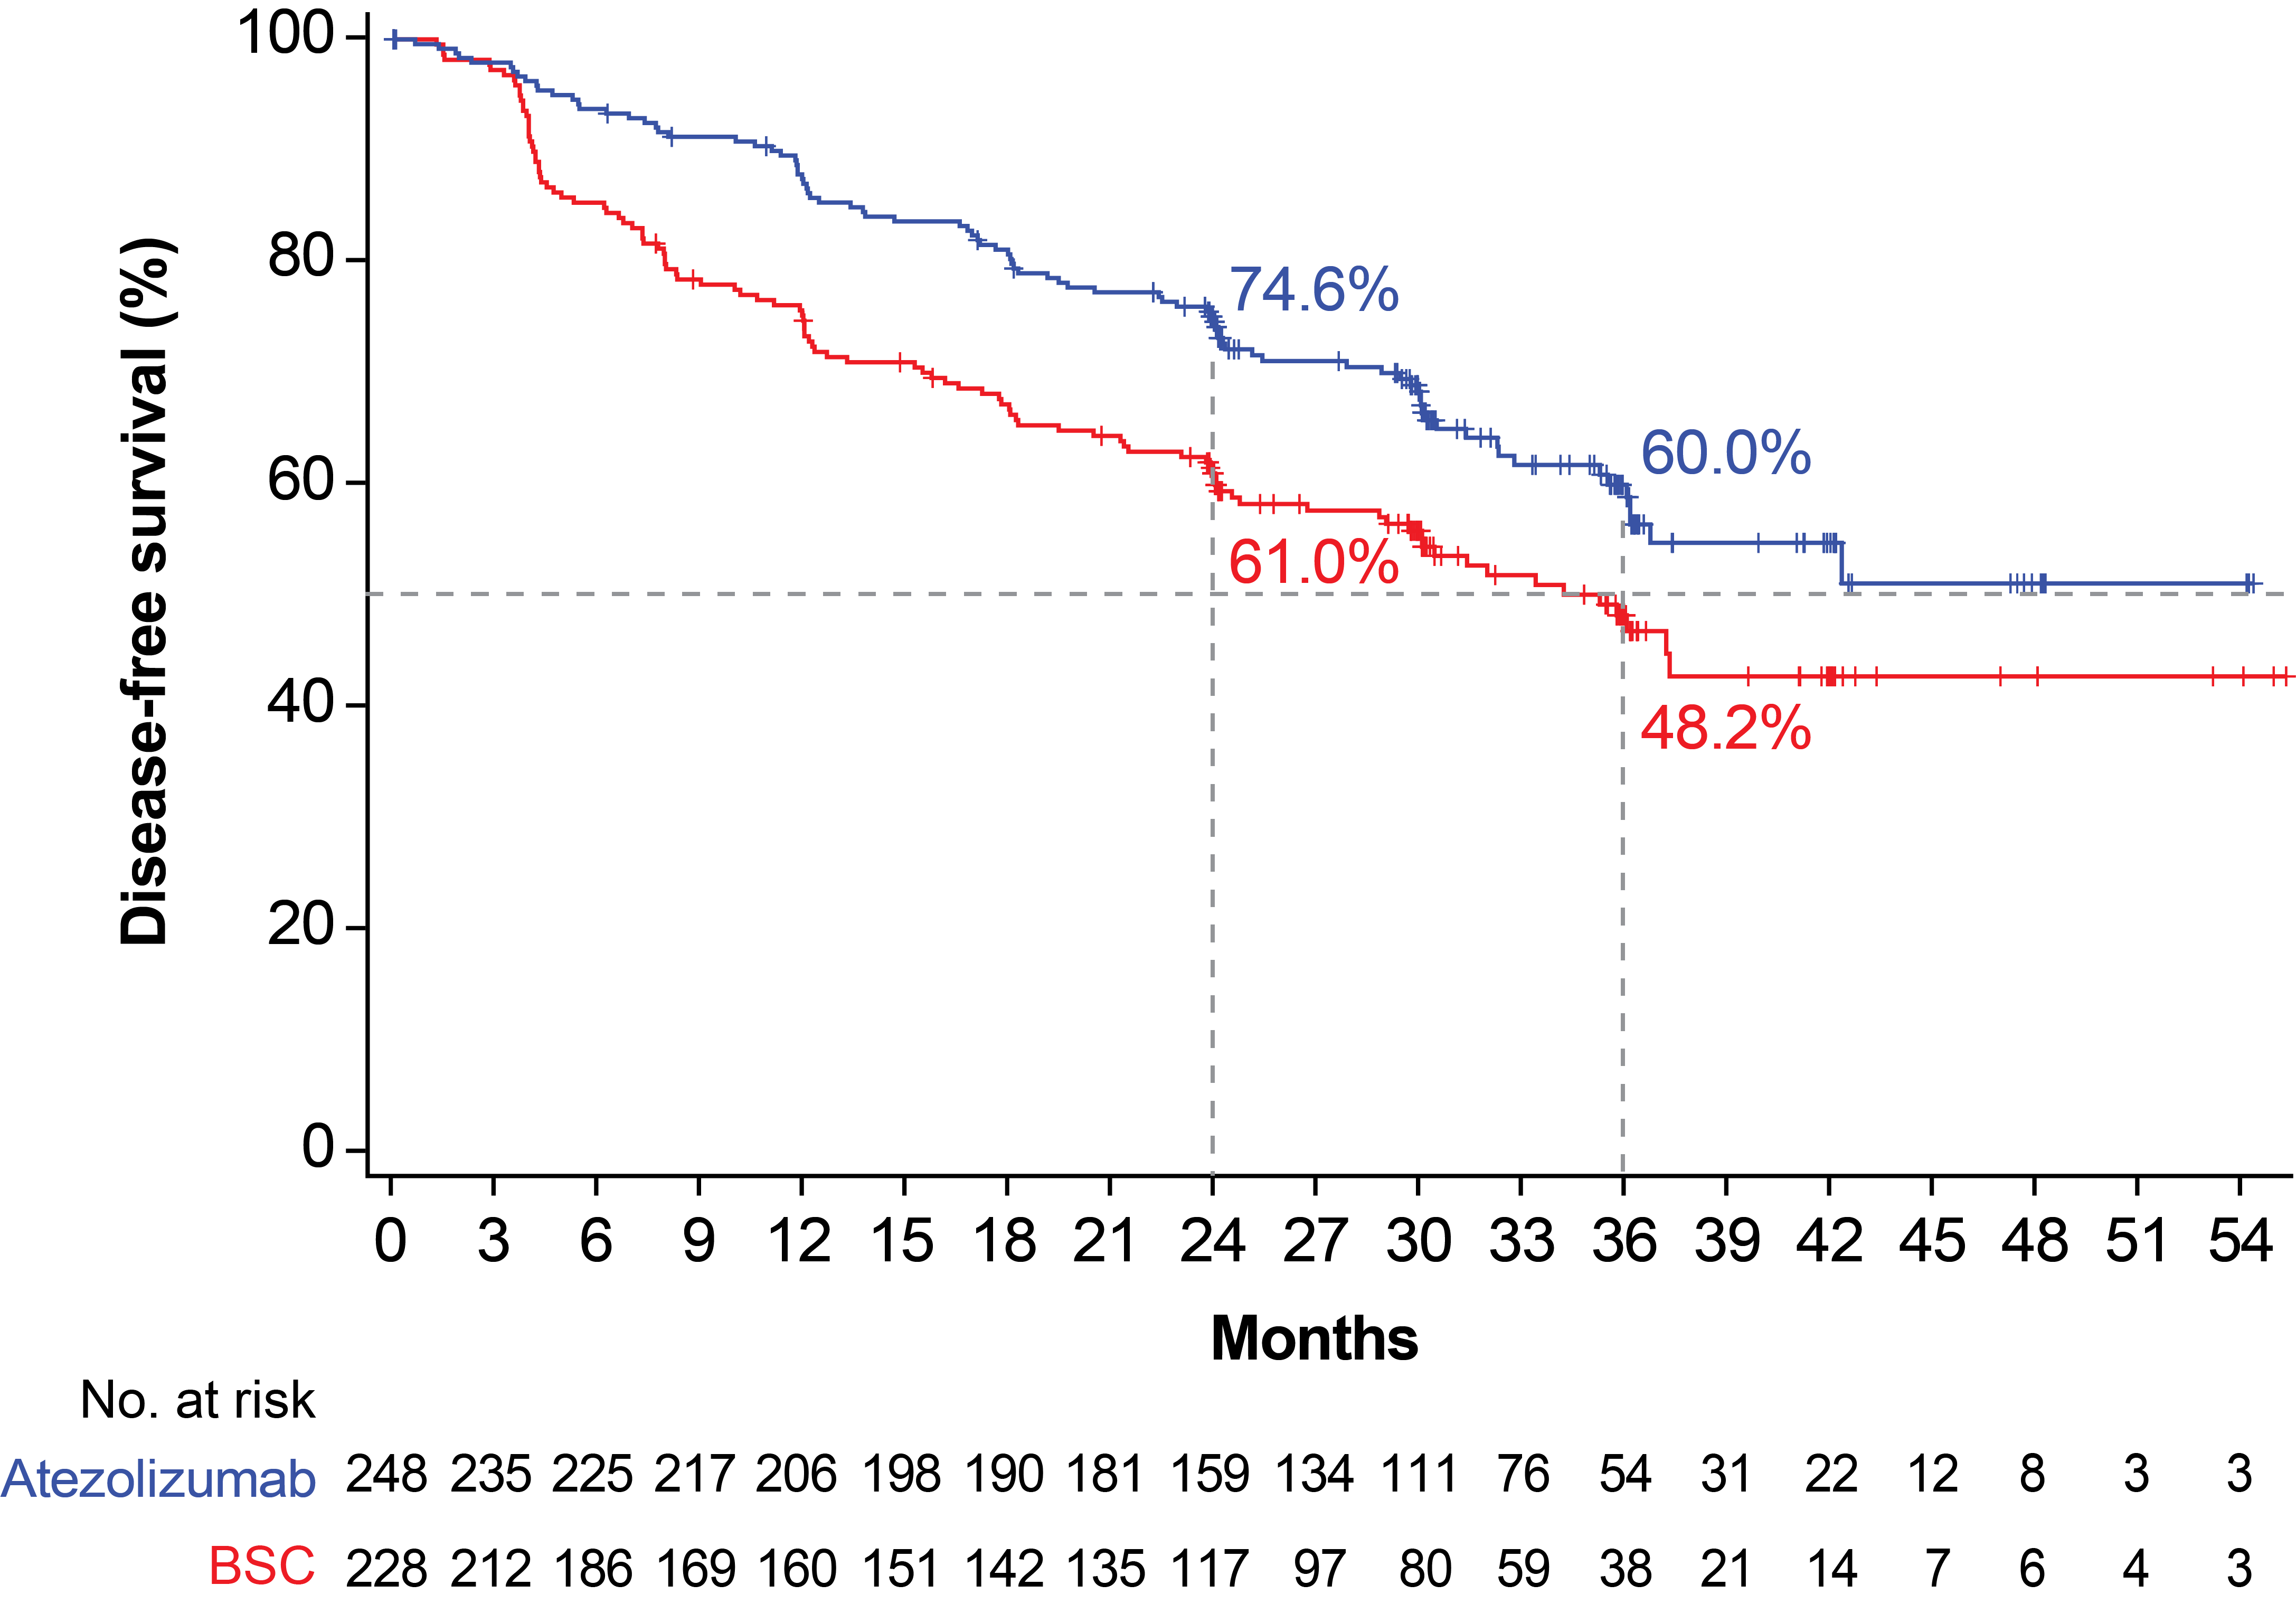 Disease-free survival (%)
100
80
60
40
20
0
74.6%
60.0%
61.0%
48.2%
0 3 6 9 12 15 18 21 24 27 30 33 36 39 42 45 48 51 54
Months
No. at risk
Atezolizumab 248 235 225 217 206 198 190 181 159 134 111 76 54 31 22 12 8 3 3
BSC 228 212 186 169 160 151 142 135 117 97 80 59 38 21 14 7 6 4 3